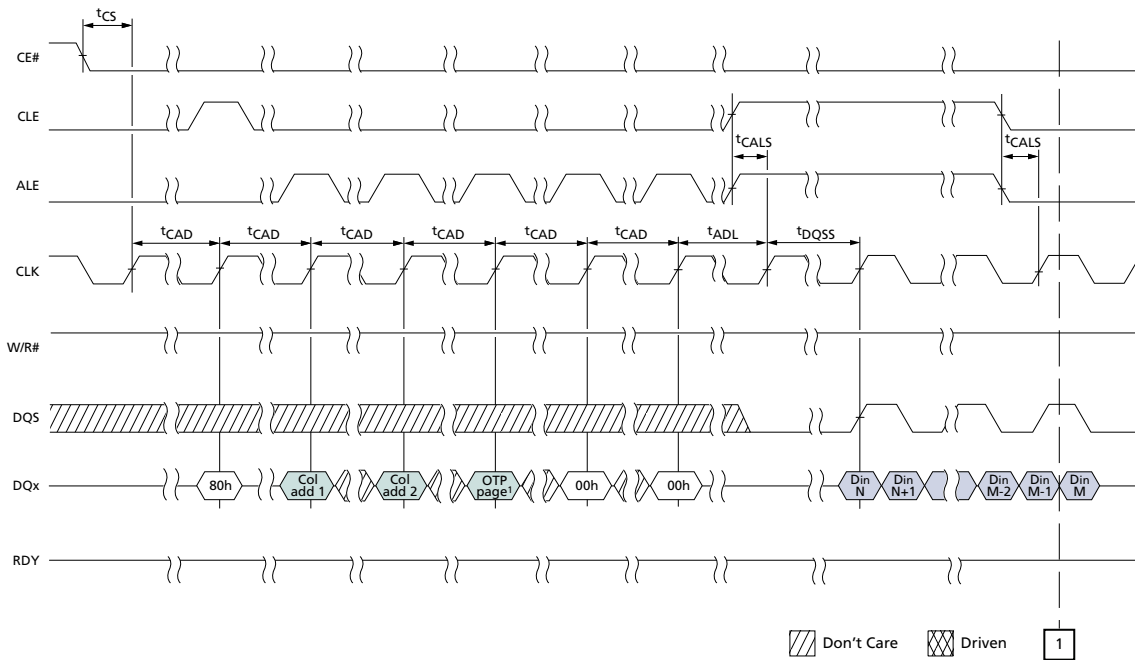 tCS
CE#
CLE
tCALS
tCALS
ALE
tCAD
tCAD
tCAD
tCAD
tCAD
tCAD
tADL
tDQSS
CLK
W/R#
DQS
DQx
80h
Col add 1
Col add 2
OTP page¹
00h
00h
Din N
Din N+1
Din M-2
Din M-1
Din M
RDY
Don't Care
Driven
1